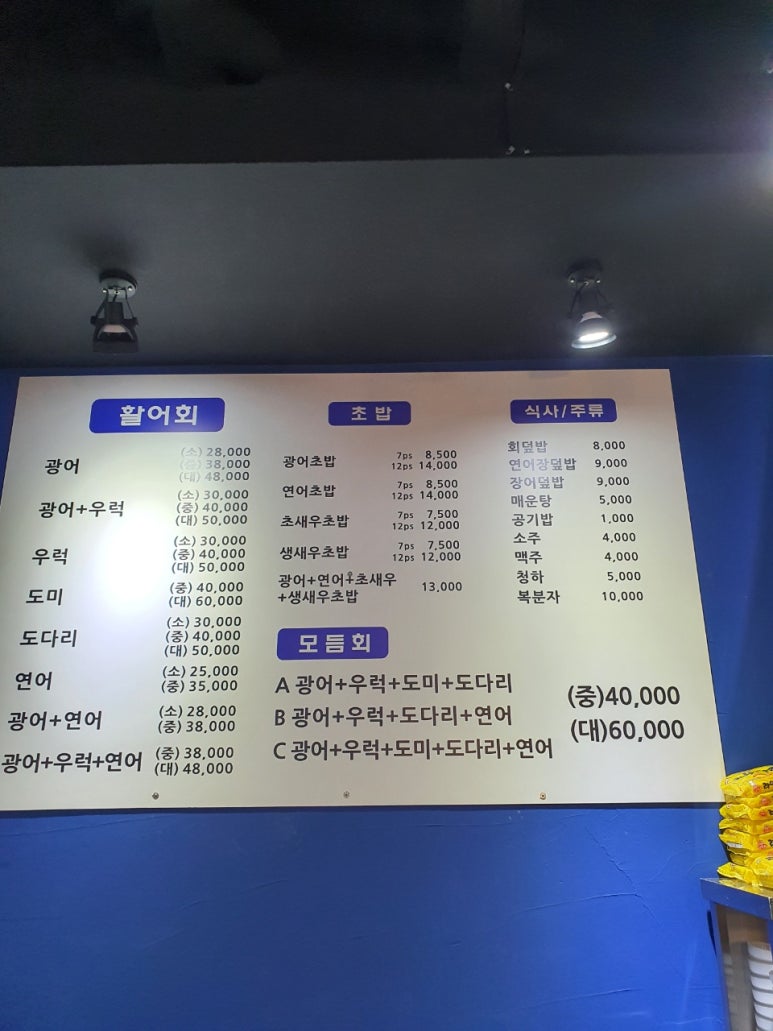 활어회
광어 (소) 28,000
(중) 38,000
(대) 48,000
광어+우럭 (소) 30,000
(중) 40,000
(대) 50,000
우럭 (소) 30,000
(중) 40,000
(대) 50,000
도미 (중) 40,000
(대) 60,000
도다리 (소) 30,000
(중) 40,000
(대) 50,000
연어 (소) 25,000
(중) 35,000
광어+연어 (소) 28,000
(중) 38,000
광어+우럭+연어 (중) 38,000
(대) 48,000
초밥
광어초밥 7ps 8,500
12ps 14,000
연어초밥 7ps 8,500
12ps 14,000
초새우초밥 7ps 7,500
12ps 12,000
생새우초밥 7ps 7,500
12ps 12,000
광어+연어+초새우
+생새우초밥 13,000
식사/주류
회덮밥 8,000
연어장덮밥 9,000
장어덮밥 9,000
매운탕 5,000
공기밥 1,000
소주 4,000
맥주 4,000
청하 5,000
복분자 10,000
모듬회
A 광어+우럭+도미+도다리
B 광어+우럭+도다리+연어
C 광어+우럭+도미+도다리+연어
(중)40,000
(대)60,000